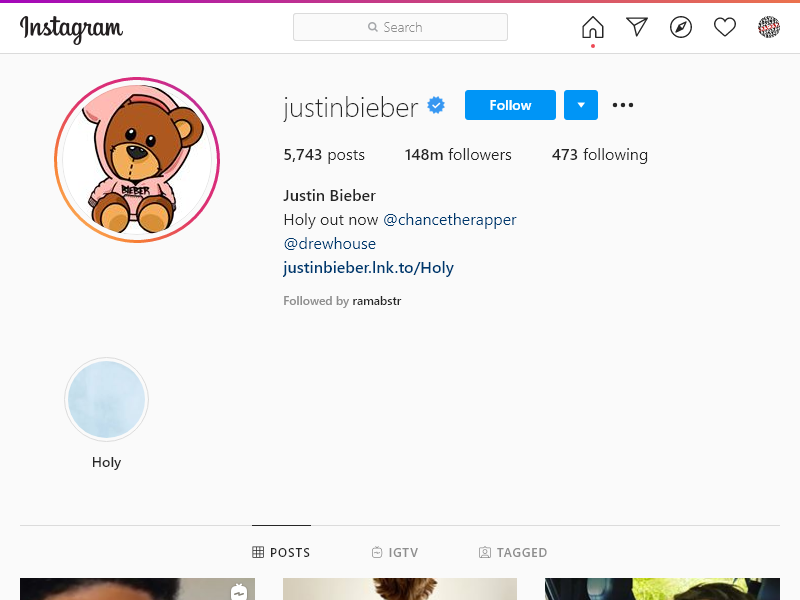 Instagram
Search
justinbieber
Follow
5,743 posts
148m followers
473 following
Justin Bieber
Holy out now @chancetherapper
@drewhouse
justinbieber.lnk.to/Holy
Followed by ramabstr
BIEBER
Holy
POSTS
IGTV
TAGGED